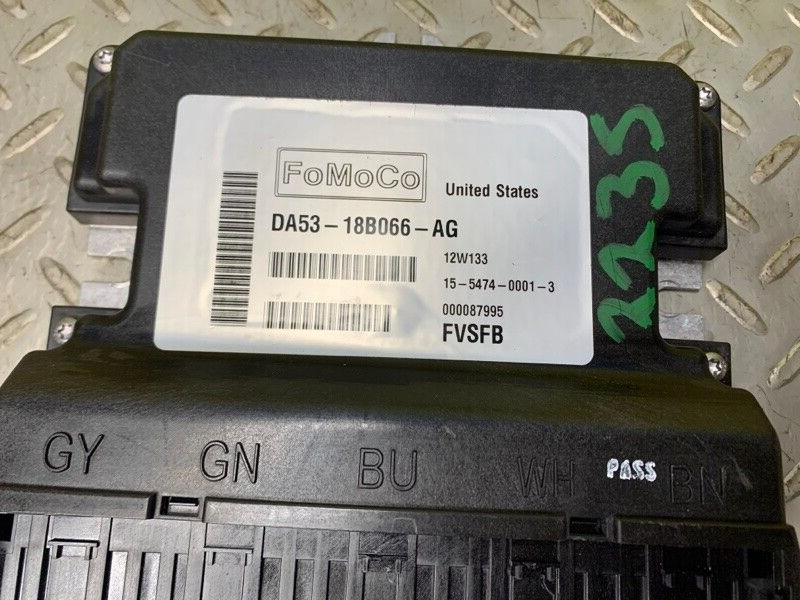 FoMoCo
United States
DA53-18B066-AG
12W133
15-5474-0001-3
000087995
FVSFB
2235
GY GN BU WH PASS BN